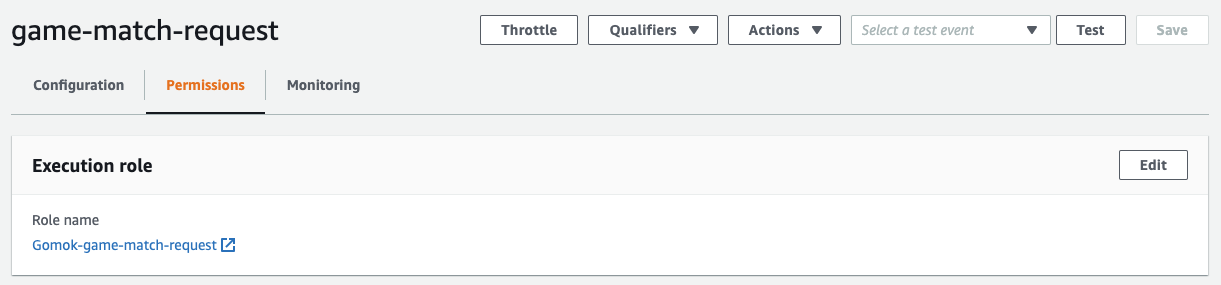 game-match-request
Throttle
Qualifiers
Actions
Select a test event
Test
Save
Configuration
Permissions
Monitoring
Execution role
Edit
Role name
Gomok-game-match-request